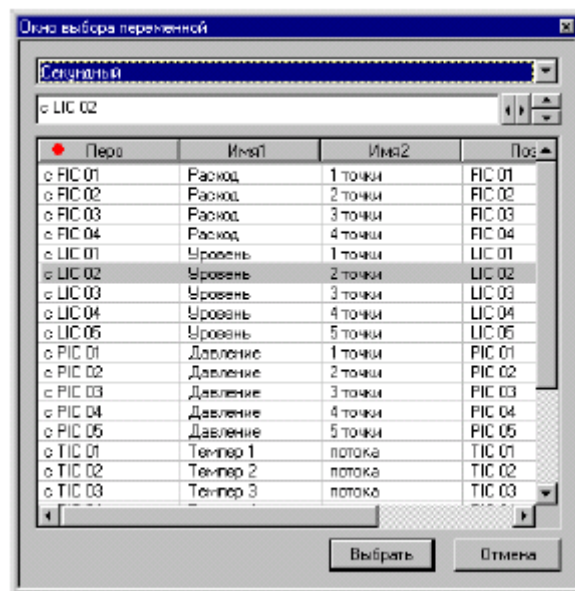 Окно выбора переменной
Секундный
с LIC 02
Перо Имя1 Имя2 Поз
с FIC 01 Расход 1 точки FIC 01
с FIC 02 Расход 2 точки FIC 02
с FIC 03 Расход 3 точки FIC 03
с FIC 04 Расход 4 точки FIC 04
с LIC 01 Уровень 1 точки LIC 01
с LIC 02 Уровень 2 точки LIC 02
с LIC 03 Уровень 3 точки LIC 03
с LIC 04 Уровень 4 точки LIC 04
с LIC 05 Уровень 5 точки LIC 05
с PIC 01 Давление 1 точки PIC 01
с PIC 02 Давление 2 точки PIC 02
с PIC 03 Давление 3 точки PIC 03
с PIC 04 Давление 4 точки PIC 04
с PIC 05 Давление 5 точки PIC 05
с TIC 01 Темпер 1 потока TIC 01
с TIC 02 Темпер 2 потока TIC 02
с TIC 03 Темпер 3 потока TIC 03
Выбрать Отмена